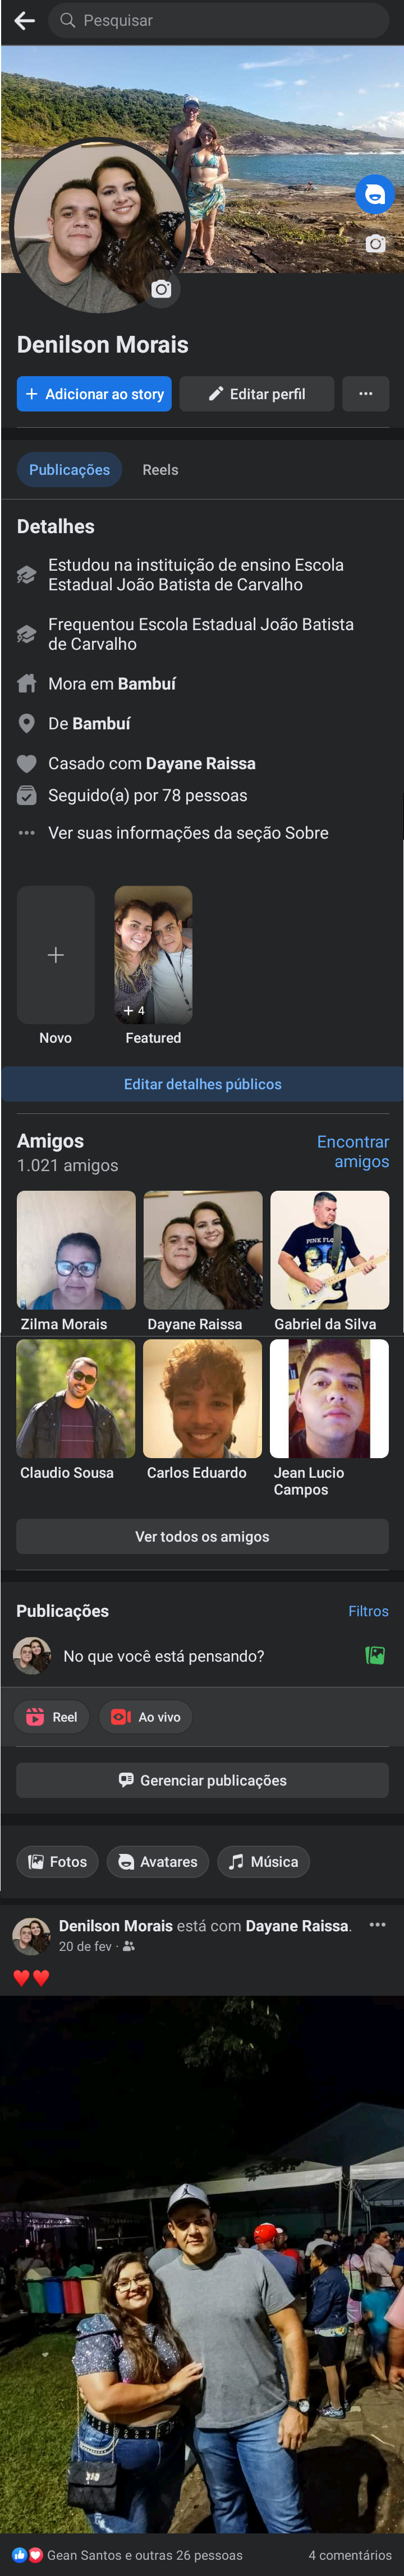 Pesquisar
Denilson Morais
Adicionar ao story
Editar perfil
Publicações
Reels
Detalhes
Estudou na instituição de ensino Escola
Estadual João Batista de Carvalho
Frequentou Escola Estadual João Batista
de Carvalho
Mora em Bambuí
De Bambuí
Casado com Dayane Raissa
Seguido(a) por 78 pessoas
Ver suas informações da seção Sobre
+ 4
Novo
Featured
Editar detalhes públicos
Amigos
Encontrar
amigos
1.021 amigos
PINK FLO
Zilma Morais
Dayane Raissa
Gabriel da Silva
Claudio Sousa
Carlos Eduardo
Jean Lucio
Campos
Ver todos os amigos
Publicações
Filtros
No que você está pensando?
Reel
Ao vivo
Gerenciar publicações
Fotos
Avatares
Música
Denilson Morais está com Dayane Raissa.
20 de fev ·
Gean Santos e outras 26 pessoas
4 comentários